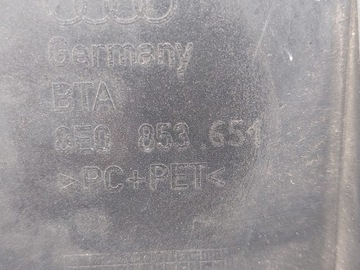 Germany
BTA
8E0 853 651
>PC+PET<